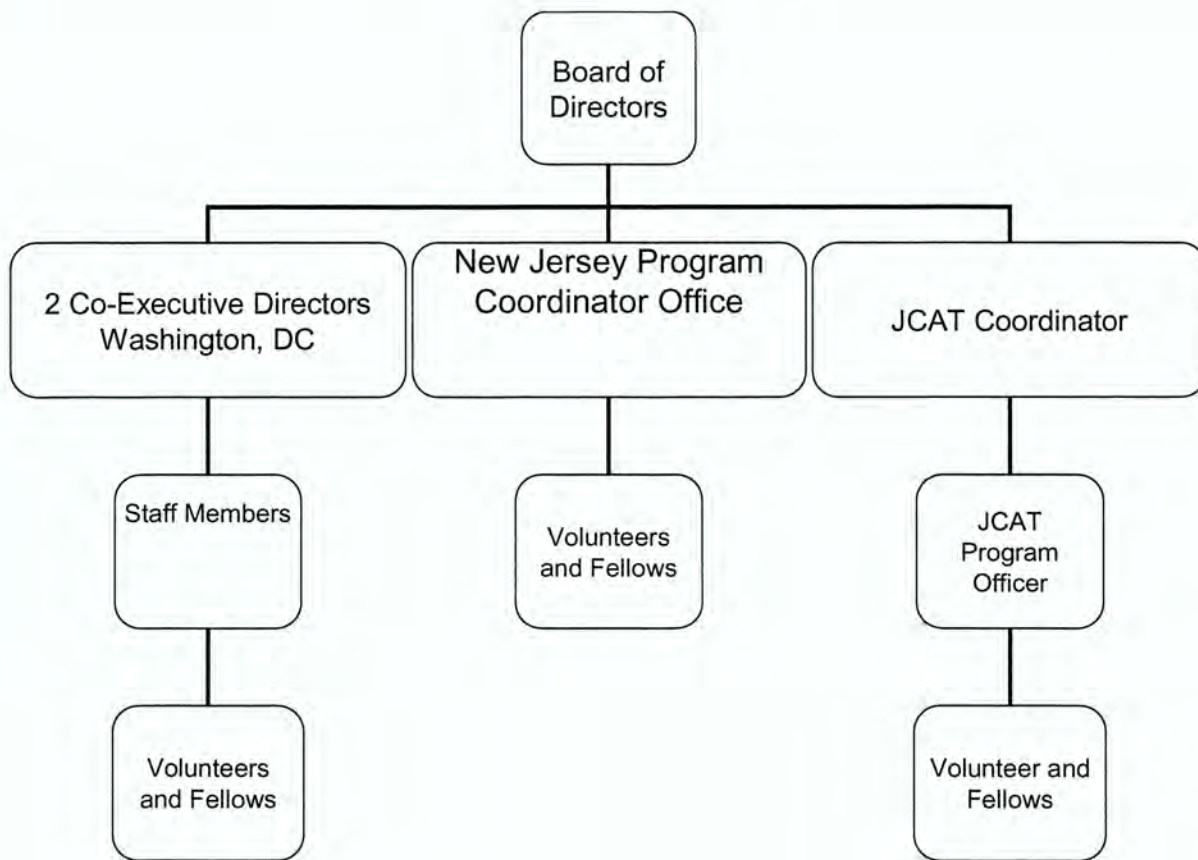 Board of
Directors
2 Co-Executive Directors
Washington, DC
New Jersey Program
Coordinator Office
JCAT Coordinator
Staff Members
Volunteers
and Fellows
JCAT
Program
Officer
Volunteers
and Fellows
Volunteer and
Fellows